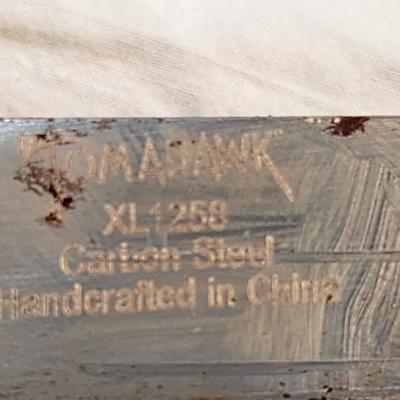 TOMAHAWK
XL1258
Carbon Steel
Handcrafted in China